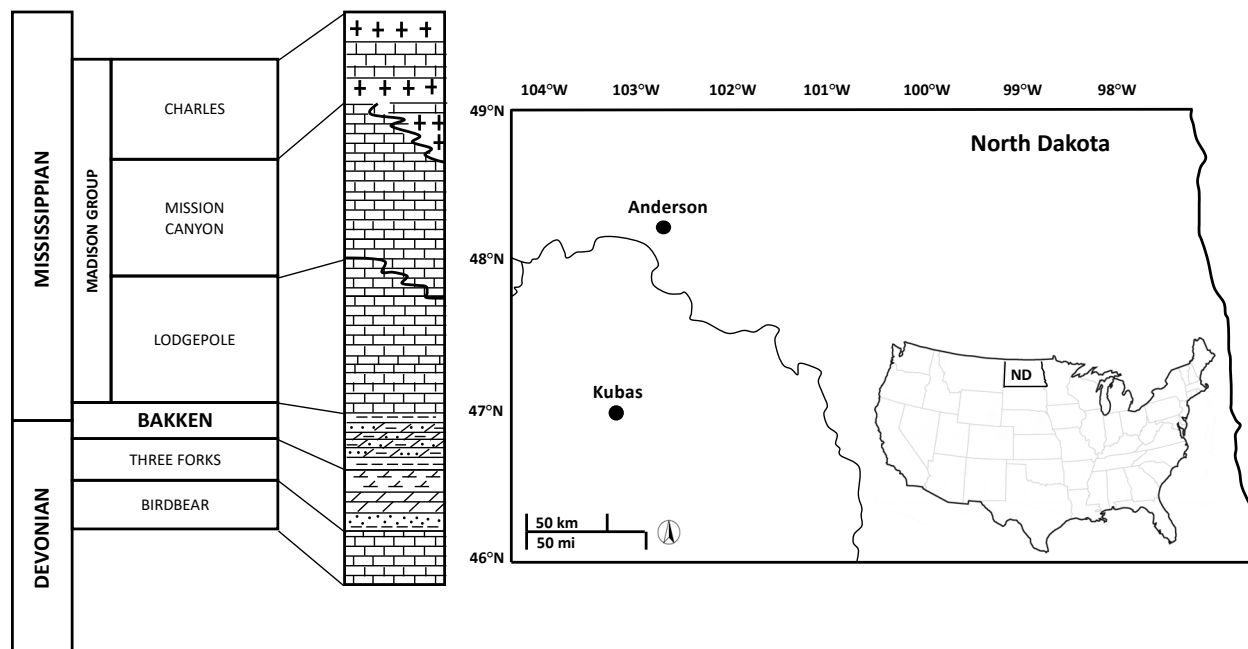 MISSISSIPPIAN
DEVONIAN
MADISON GROUP
CHARLES
MISSION
CANYON
LODGEPOLE
BAKKEN
THREE FORKS
BIRDBEAR
104°W 103°W 102°W 101°W 100°W 99°W 98°W
49°N
48°N
47°N
46°N
North Dakota
Anderson
Kubas
ND
50 km
50 mi